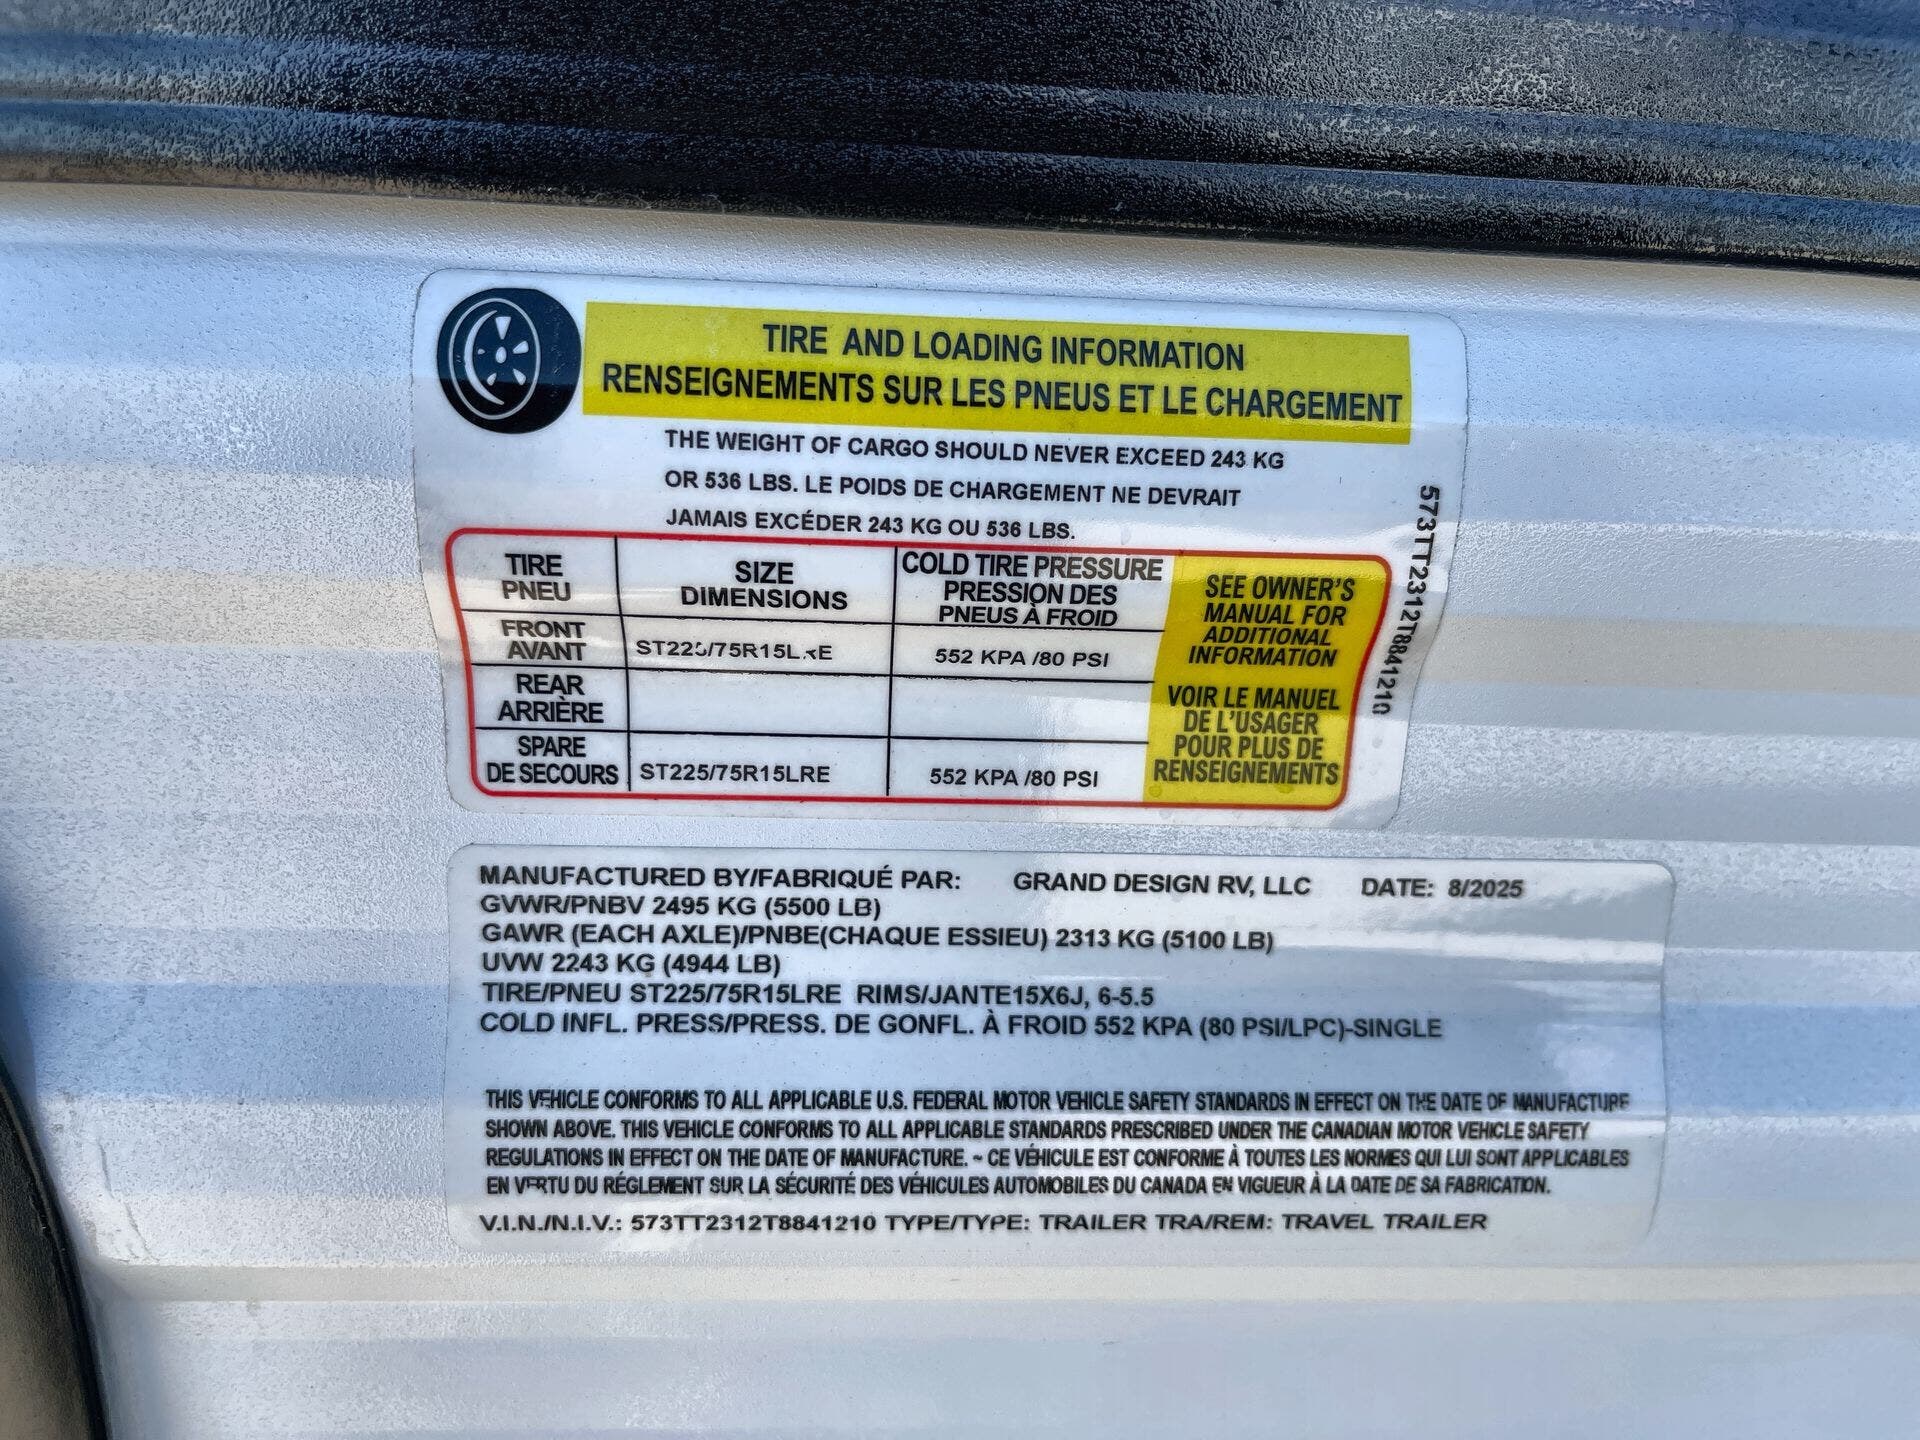 TIRE AND LOADING INFORMATION
RENSEIGNEMENTS SUR LES PNEUS ET LE CHARGEMENT
THE WEIGHT OF CARGO SHOULD NEVER EXCEED 243 KG
OR 536 LBS. LE POIDS DE CHARGEMENT NE DEVRAIT
JAMAIS EXCÉDER 243 KG OU 536 LBS.
TIRE PNEU SIZE DIMENSIONS COLD TIRE PRESSURE PRESSION DES PNEUS À FROID
FRONT AVANT ST225/75R15LRE 552 KPA /80 PSI
REAR ARRIÈRE
SPARE DE SECOURS ST225/75R15LRE 552 KPA /80 PSI
SEE OWNER'S
MANUAL FOR
ADDITIONAL
INFORMATION
VOIR LE MANUEL
DE L'USAGER
POUR PLUS DE
RENSEIGNEMENTS
573TT2312T8841210
MANUFACTURED BY/FABRIQUÉ PAR: GRAND DESIGN RV, LLC DATE: 8/2025
GVWR/PNBV 2495 KG (5500 LB)
GAWR (EACH AXLE)/PNBE(CHAQUE ESSIEU) 2313 KG (5100 LB)
UVW 2243 KG (4944 LB)
TIRE/PNEU ST225/75R15LRE RIMS/JANTE15X6J, 6-5.5
COLD INFL. PRESS/PRESS. DE GONFL. À FROID 552 KPA (80 PSI/LPC)-SINGLE
THIS VEHICLE CONFORMS TO ALL APPLICABLE U.S. FEDERAL MOTOR VEHICLE SAFETY STANDARDS IN EFFECT ON THE DATE OF MANUFACTURE
SHOWN ABOVE. THIS VEHICLE CONFORMS TO ALL APPLICABLE STANDARDS PRESCRIBED UNDER THE CANADIAN MOTOR VEHICLE SAFETY
REGULATIONS IN EFFECT ON THE DATE OF MANUFACTURE. ~ CE VÉHICULE EST CONFORME À TOUTES LES NORMES QUI LUI SONT APPLICABLES
EN VERTU DU RÉGLEMENT SUR LA SÉCURITÉ DES VÉHICULES AUTOMOBILES DU CANADA EN VIGUEUR À LA DATE DE SA FABRICATION.
V.I.N./N.I.V.: 573TT2312T8841210 TYPE/TYPE: TRAILER TRA/REM: TRAVEL TRAILER